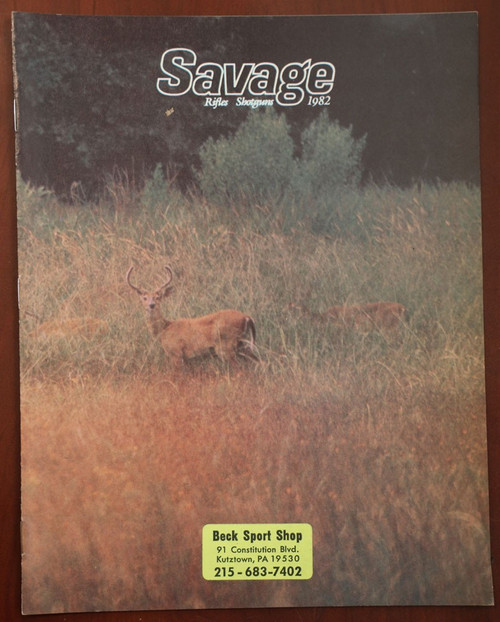 Savage
Rifles Shotguns 1982
Beck Sport Shop
91 Constitution Blvd.
Kutztown, PA 19530
215 - 683-7402